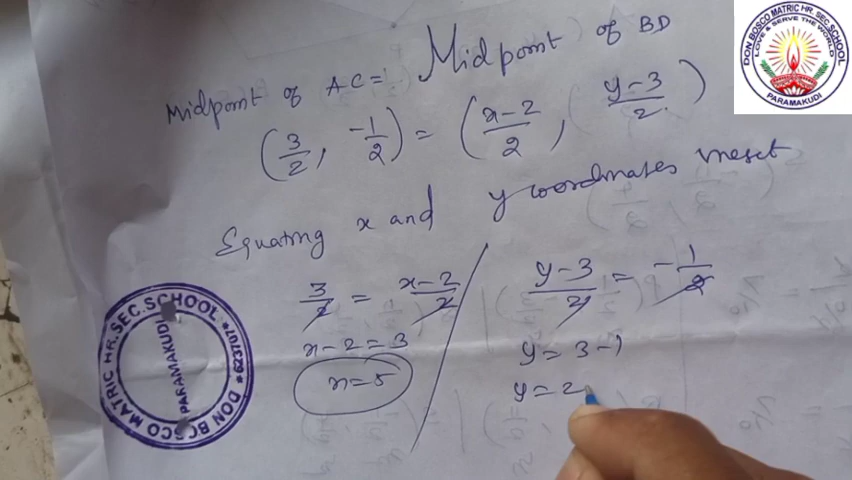 Midpoint of AC = Midpoint of BD
(3/2, -1/2) = (x-2/2, y-3/2)
Equating x and y coordinates
3/2 = x-2/2
x-2=3
x=5
y-3/2 = -1/2
y=3-1
y=2
DON BOSCO MATRIC HR. SEC. SCHOOL
LOVE & SERVE THE WORLD
PARAMAKUDI
DON BOSCO MATRIC HR. SEC. SCHOOL
PARAMAKUDI